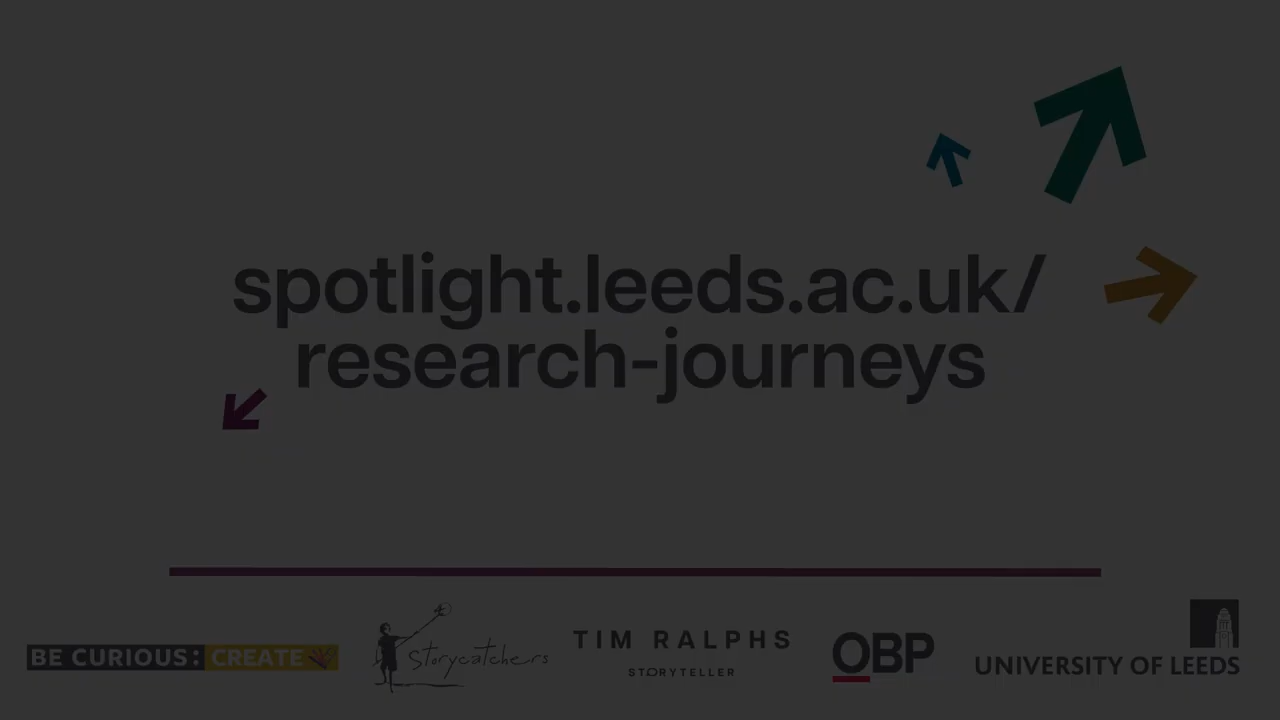 spotlight.leeds.ac.uk/
research-journeys
BE CURIOUS: CREATE
Storycatchers
TIM RALPHS
STORYTELLER
OBP
UNIVERSITY OF LEEDS